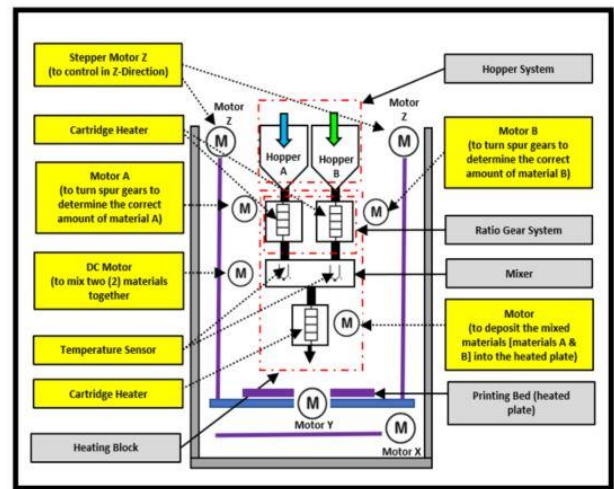 Stepper Motor Z
(to control in Z-Direction)
Cartridge Heater
Motor A
(to turn spur gears to
determine the correct
amount of material A)
DC Motor
(to mix two (2) materials
together
Temperature Sensor
Cartridge Heater
Heating Block
Motor
Z
M
Hopper
A
Hopper
B
Motor
Z
M
M
M
M
M
M
Motor Y
M
Motor X
Hopper System
Motor B
(to turn spur gears to
determine the correct
amount of material B)
Ratio Gear System
Mixer
Motor
(to deposit the mixed
materials [materials A &
B] into the heated plate)
Printing Bed (heated
plate)